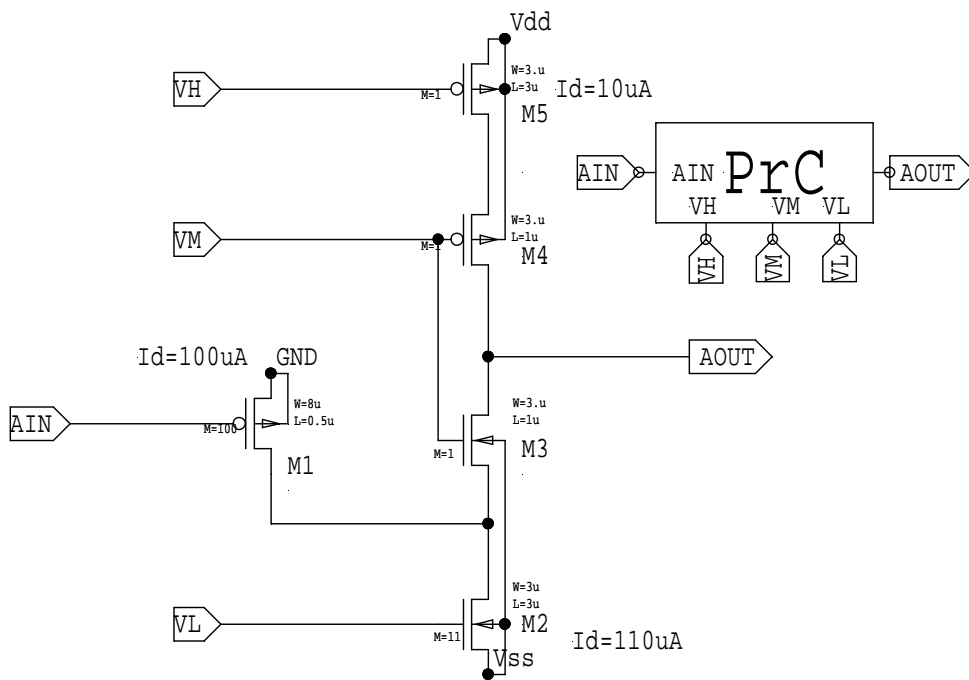 Vdd
VH
M=1
W=3.u
L=3u
Id=10uA
M5
VM
M=1
W=3.u
L=1u
M4
AIN
AIN
PrC
AOUT
VH
VM
VL
VH
VM
VL
AOUT
Id=100uA
GND
AIN
M=100
W=8u
L=0.5u
M1
W=3.u
L=1u
M=1
M3
VL
M=11
W=3u
L=3u
M2
Id=110uA
Vss